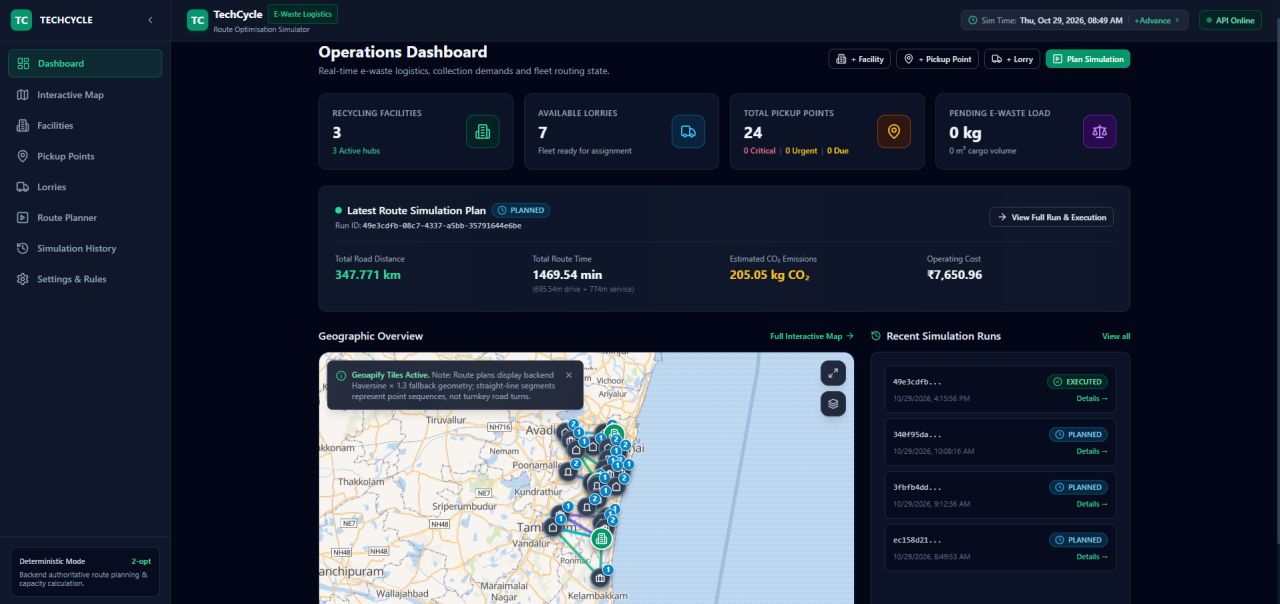 TC TECHCYCLE
Dashboard
Interactive Map
Facilities
Pickup Points
Lorries
Route Planner
Simulation History
Settings & Rules
Deterministic Mode 2-opt
Backend authoritative route planning &
capacity calculation.
TC TechCycle E-Waste Logistics
Route Optimisation Simulator
Sim Time: Thu, Oct 29, 2026, 08:49 AM +Advance
API Online
Operations Dashboard
Real-time e-waste logistics, collection demands and fleet routing state.
+ Facility
+ Pickup Point
+ Lorry
Plan Simulation
RECYCLING FACILITIES
3
3 Active hubs
AVAILABLE LORRIES
7
Fleet ready for assignment
TOTAL PICKUP POINTS
24
0 Critical | 0 Urgent | 0 Due
PENDING E-WASTE LOAD
0 kg
0 m³ cargo volume
Latest Route Simulation Plan PLANNED
Run ID: 49e3cdfb-08c7-4337-a5bb-35791644e6be
→ View Full Run & Execution
Total Road Distance
347.771 km
Total Route Time
1469.54 min
(695.54m drive + 774m service)
Estimated CO₂ Emissions
205.05 kg CO₂
Operating Cost
₹7,650.96
Geographic Overview
Full Interactive Map →
Geoapify Tiles Active. Note: Route plans display backend
Haversine × 1.3 fallback geometry; straight-line segments
represent point sequences, not turnkey road turns.
Vichoor
Ariyalur
Tiruvallur
NH716
Avadi
Nemam
Poonamalle
Thakkolam
Kundrathur
NE7
Sriperumbudur
NH48
NE7
Vandalur
NH48
NH48
Wallajabad
Maraimalai
Nagar
Kelambakkam
Recent Simulation Runs
View all
49e3cdfb... EXECUTED
10/29/2026, 4:15:56 PM Details →
340f95da... PLANNED
10/29/2026, 10:08:16 AM Details →
3fbfb4dd... PLANNED
10/29/2026, 9:12:36 AM Details →
ec158d21... PLANNED
10/29/2026, 8:49:53 AM Details →